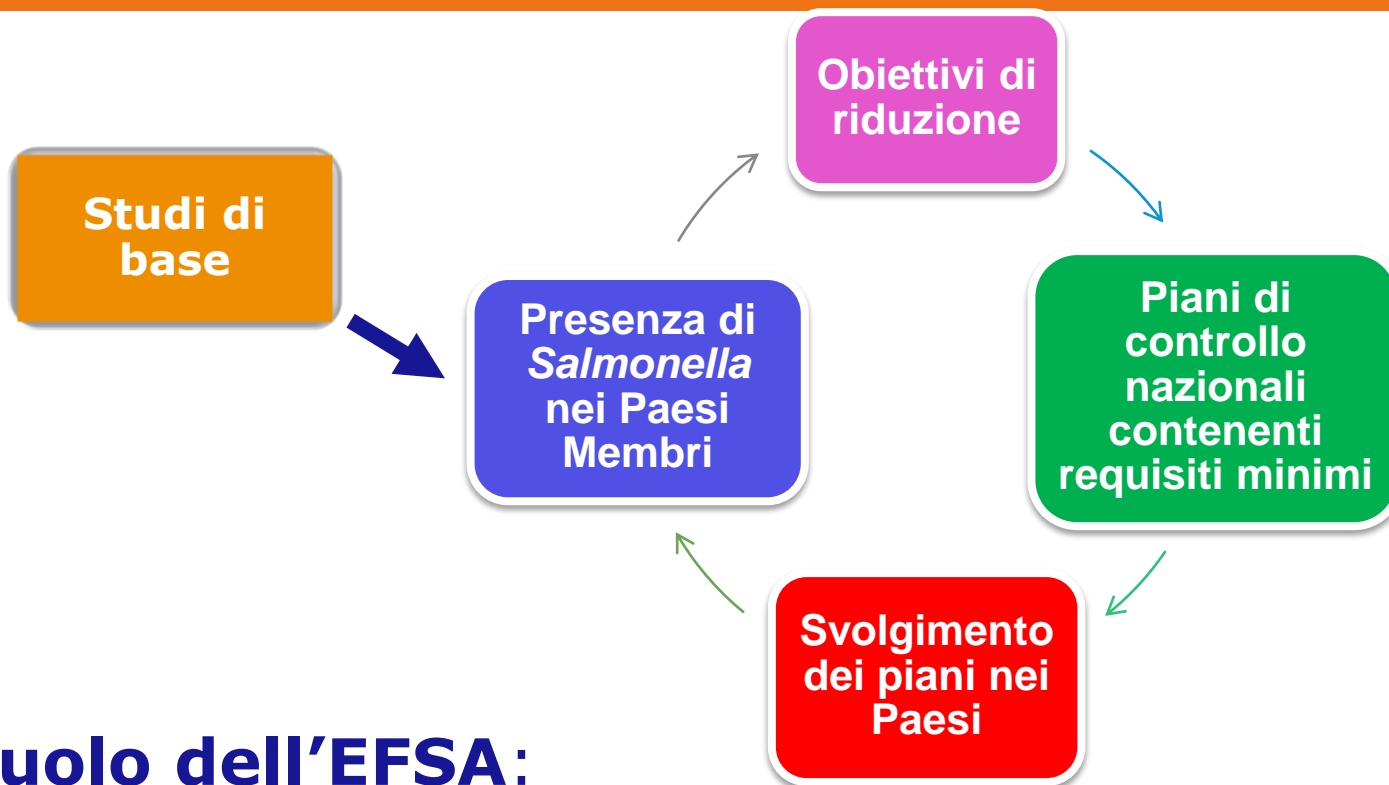 Obiettivi di
riduzione
Studi di
base
Presenza di
Salmonella
nei Paesi
Membri
Piani di
controllo
nazionali
contenenti
requisiti minimi
Svolgimento
dei piani nei
Paesi
uolo dell’EFSA: